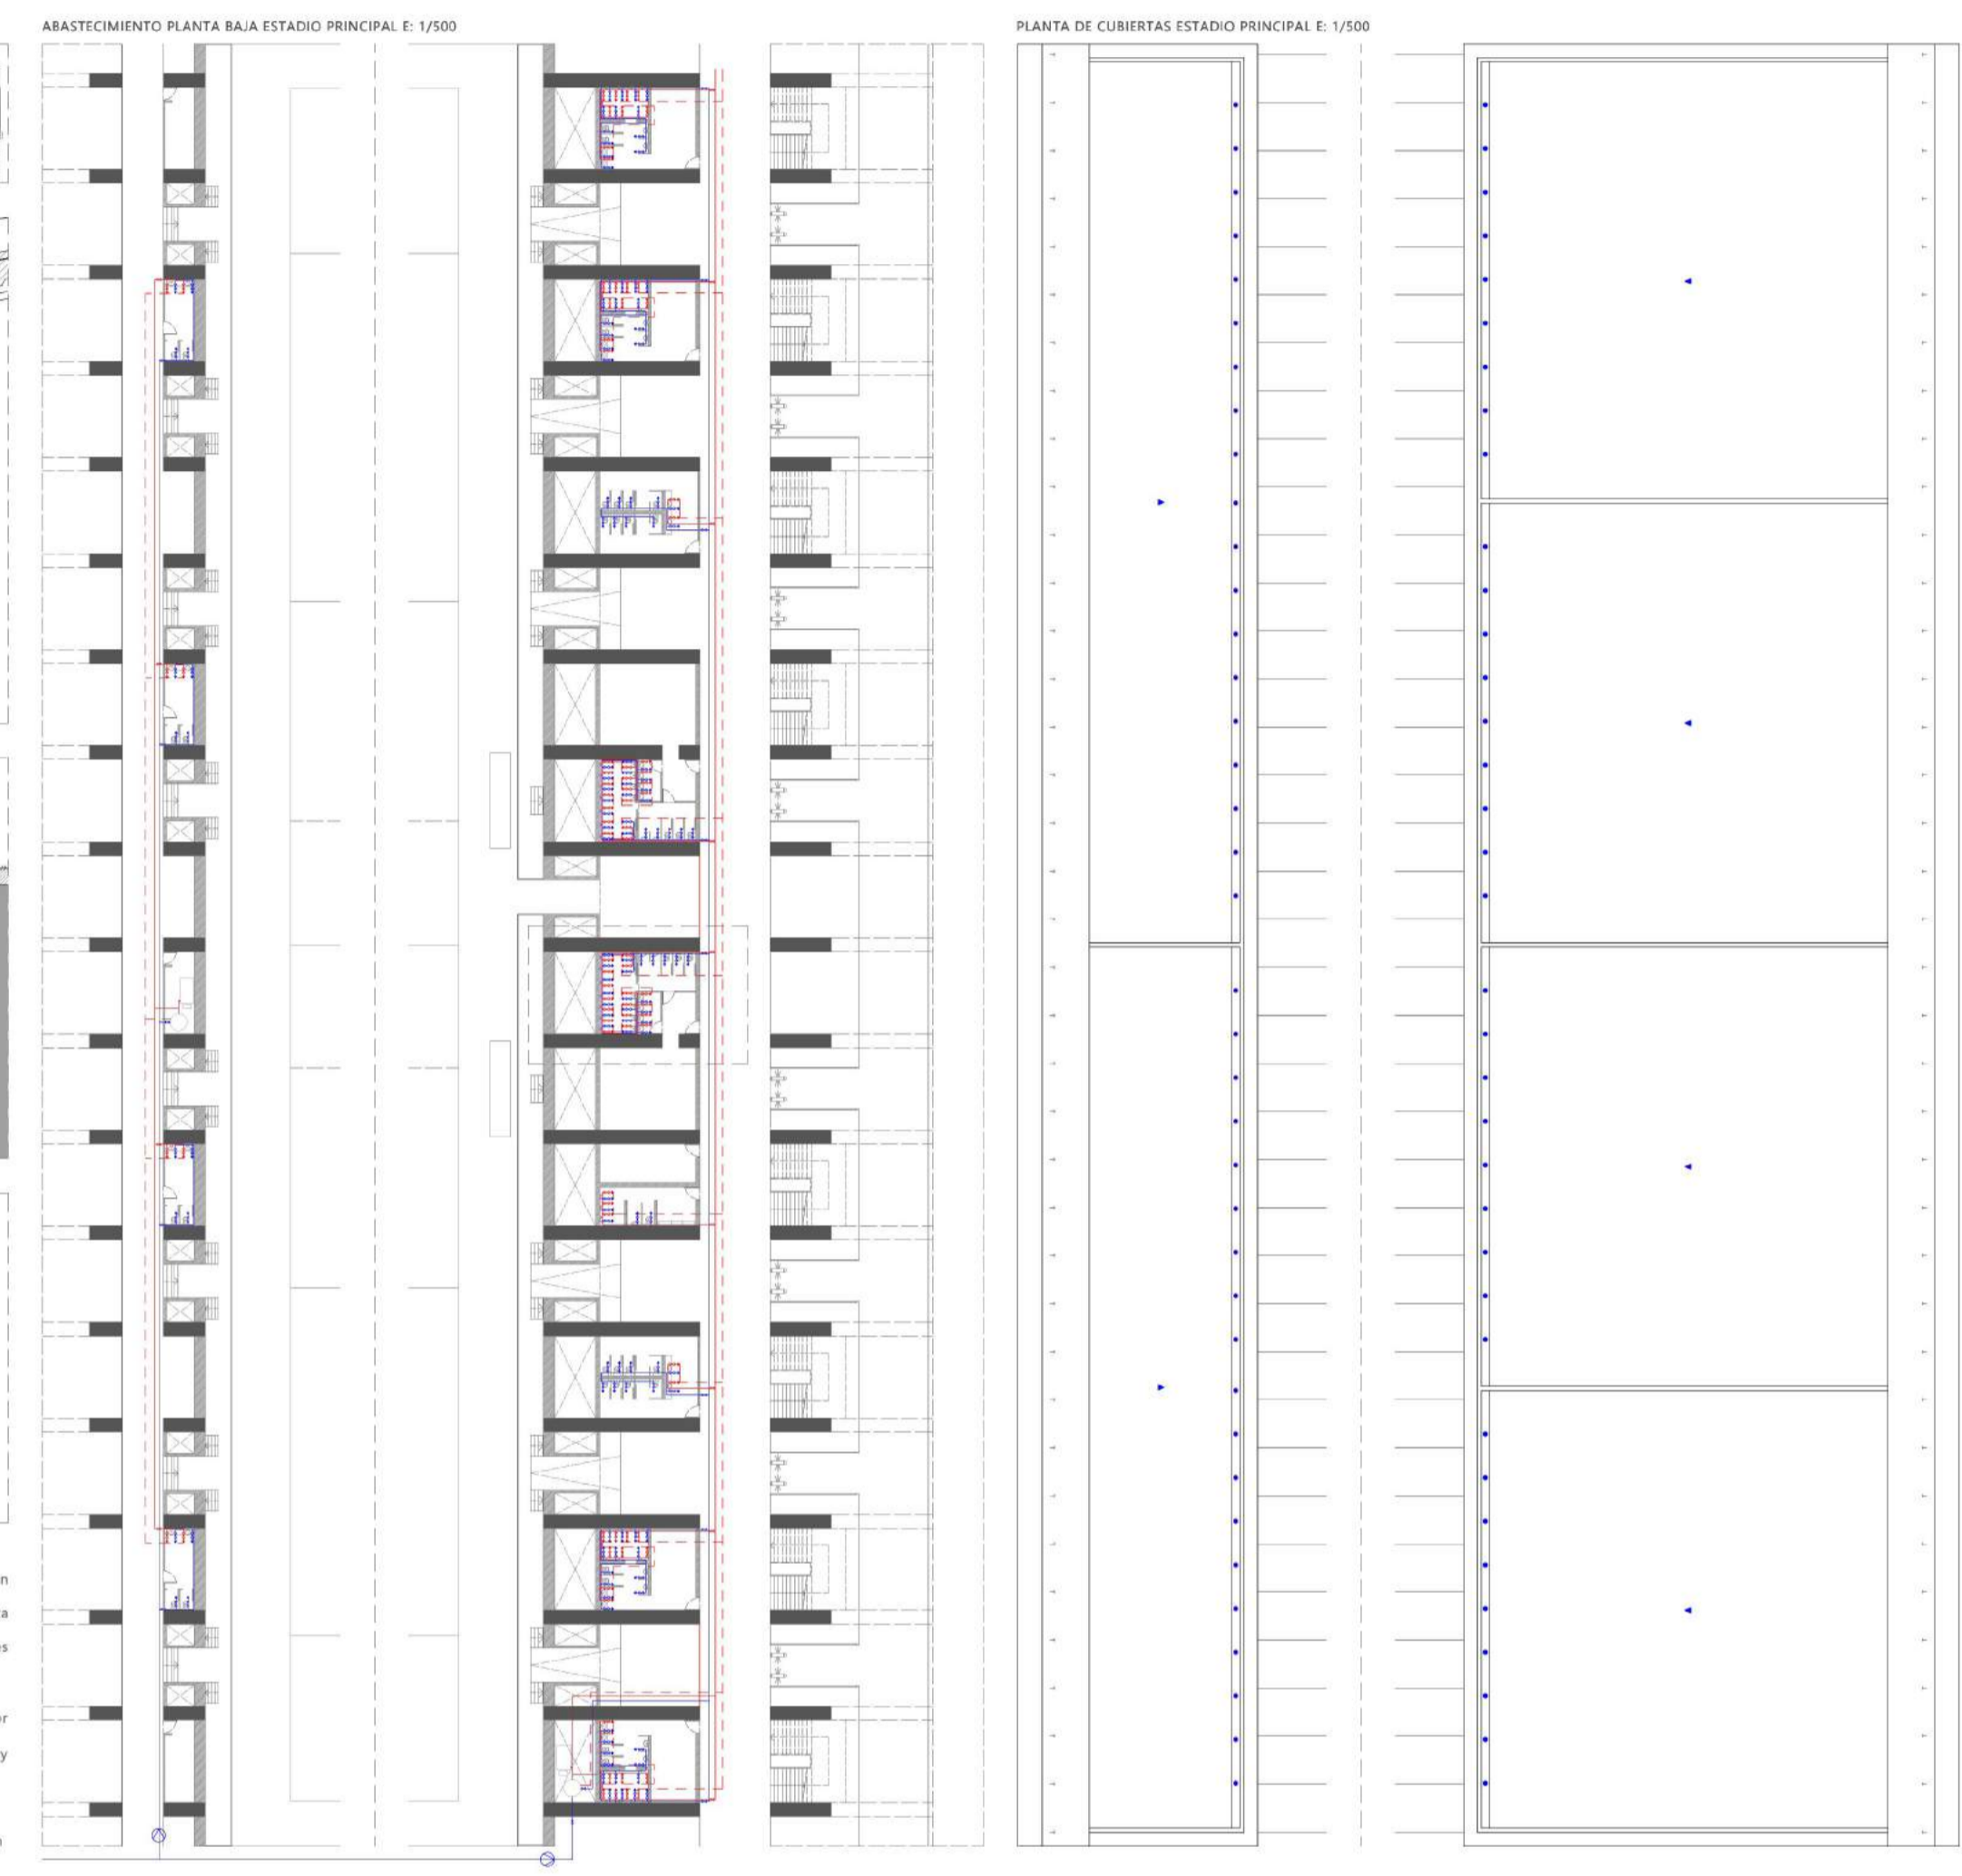 ABASTECIMIENTO PLANTA BAJA ESTADIO PRINCIPAL E: 1/500
PLANTA DE CUBIERTAS ESTADIO PRINCIPAL E: 1/500